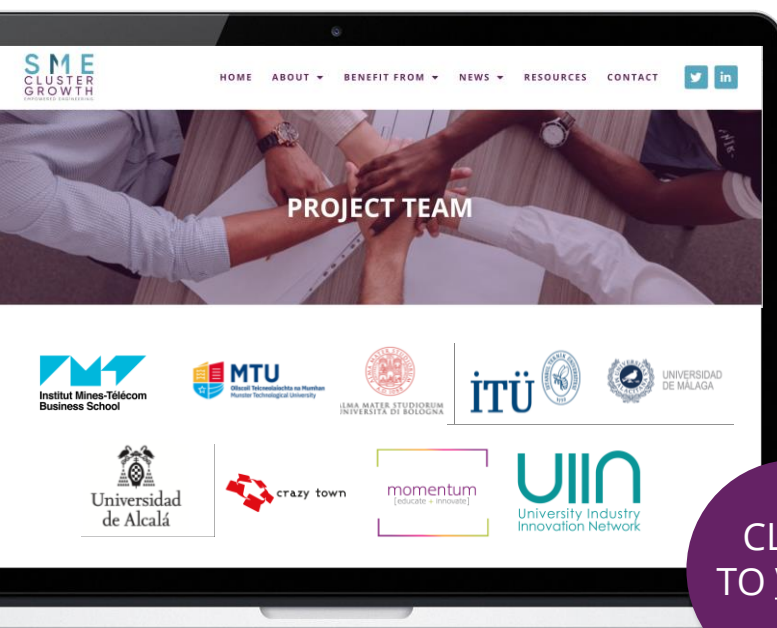 SME
CLUSTER
GROWTH
EMPOWERED ENGINEERING
HOME ABOUT BENEFIT FROM NEWS RESOURCES CONTACT
in
PROJECT TEAM
Institut Mines-Télécom
Business School
MTU
Ollscoil Teicneolaíochta na Mumhan
Munster Technological University
ALMA MATER STUDIORUM
UNIVERSITÀ DI BOLOGNA
İTÜ
UNIVERSIDAD
DE MÁLAGA
Universidad
de Alcalá
crazy town
momentum
[educate + innovate]
UIIN
University Industry
Innovation Network
TO